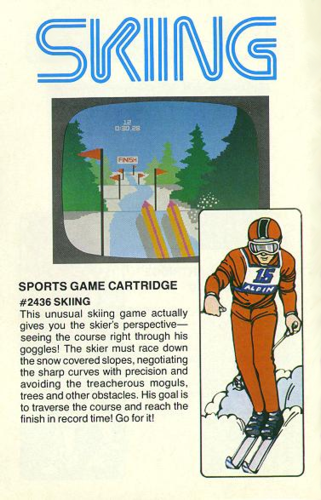 SKIING
12
0:30.28
FINISH
15
ALPIN
SPORTS GAME CARTRIDGE
#2436 SKIING
This unusual skiing game actually
gives you the skier's perspective—
seeing the course right through his
goggles! The skier must race down
the snow covered slopes, negotiating
the sharp curves with precision and
avoiding the treacherous moguls,
trees and other obstacles. His goal is
to traverse the course and reach the
finish in record time! Go for it!